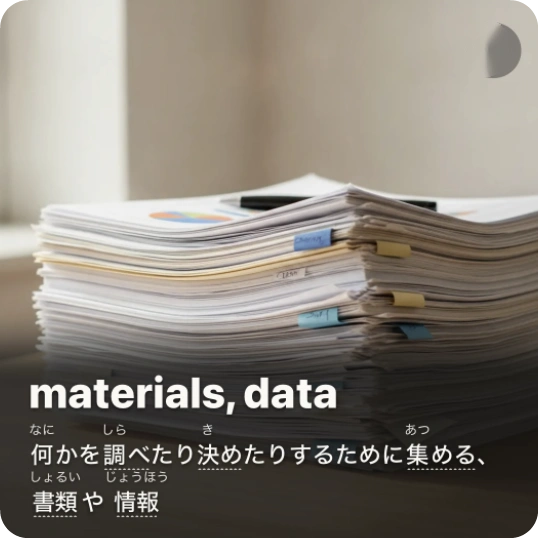 materials, data
なに しら き あつ
何かを調べたり決めたりするために集める、
しょるい じょうほう
書類や 情報